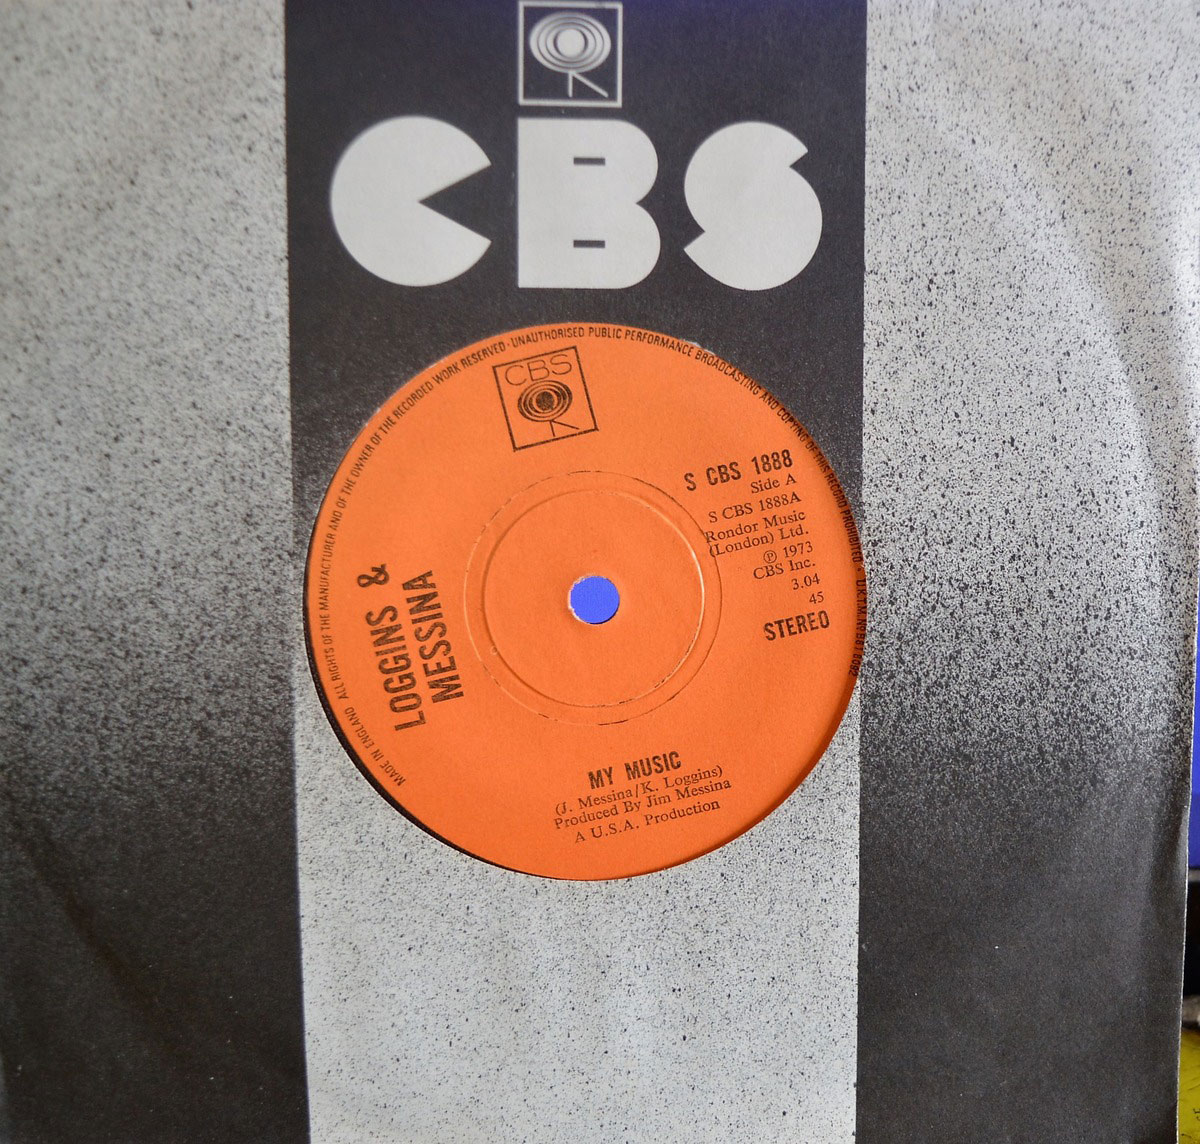 CBS
MADE IN ENGLAND ALL RIGHTS OF THE MANUFACTURER AND OF THE OWNER OF THE RECORDED WORK RESERVED · UNAUTHORISED PUBLIC PERFORMANCE BROADCASTING AND COPYING OF THIS RECORD PROHIBITED ·
CBS
S CBS 1888
Side A
S CBS 1888A
Rondor Music
(London) Ltd.
℗ 1973
CBS Inc.
3.04
45
STEREO
LOGGINS &
MESSINA
MY MUSIC
(J. Messina/K. Loggins)
Produced By Jim Messina
A U.S.A. Production